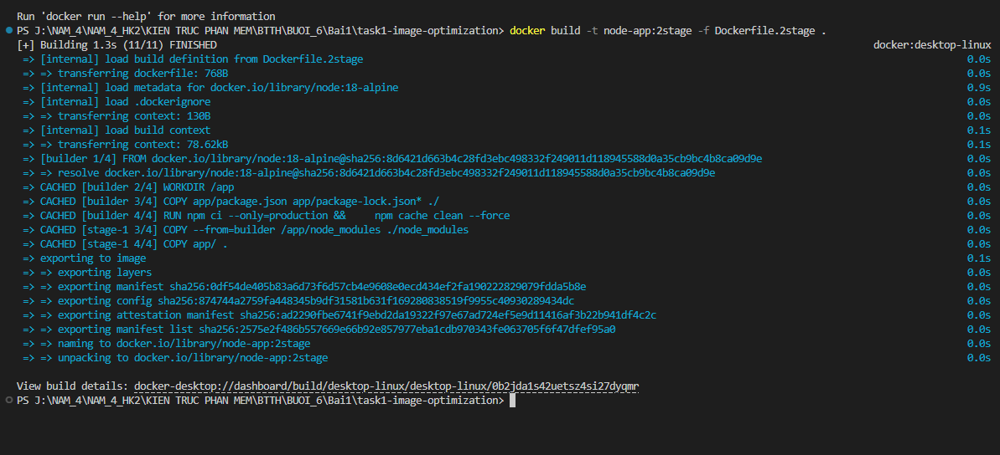 Run 'docker run --help' for more information
PS J:\NAM_4\NAM_4_HK2\KIEN TRUC PHAN MEM\BTTH\BUOI_6\Bai1\task1-image-optimization> docker build -t node-app:2stage -f Dockerfile.2stage .
[+] Building 1.3s (11/11) FINISHED docker:desktop-linux
=> [internal] load build definition from Dockerfile.2stage 0.0s
=> => transferring dockerfile: 768B 0.0s
=> [internal] load metadata for docker.io/library/node:18-alpine 0.9s
=> [internal] load .dockerignore 0.0s
=> => transferring context: 130B 0.0s
=> [internal] load build context 0.1s
=> => transferring context: 78.62kB 0.1s
=> [builder 1/4] FROM docker.io/library/node:18-alpine@sha256:8d6421d663b4c28fd3ebc498332f249011d118945588d0a35cb9bc4b8ca09d9e 0.0s
=> => resolve docker.io/library/node:18-alpine@sha256:8d6421d663b4c28fd3ebc498332f249011d118945588d0a35cb9bc4b8ca09d9e 0.0s
=> CACHED [builder 2/4] WORKDIR /app 0.0s
=> CACHED [builder 3/4] COPY app/package.json app/package-lock.json* ./ 0.0s
=> CACHED [builder 4/4] RUN npm ci --only=production &&     npm cache clean --force 0.0s
=> CACHED [stage-1 3/4] COPY --from=builder /app/node_modules ./node_modules 0.0s
=> CACHED [stage-1 4/4] COPY app/ . 0.0s
=> exporting to image 0.1s
=> => exporting layers 0.0s
=> => exporting manifest sha256:0df54de405b83a6d73f6d57cb4e9608e0ecd434ef2fa190222829079fdda5b8e 0.0s
=> => exporting config sha256:874744a2759fa448345b9df31581b631f169280838519f9955c40930289434dc 0.0s
=> => exporting attestation manifest sha256:ad2290fbe6741f9ebd2da19322f97e67ad724ef5e9d11416af3b22b941df4c2c 0.0s
=> => exporting manifest list sha256:2575e2f486b557669e66b92e857977eba1cdb970343fe063705f6f47dfef95a0 0.0s
=> => naming to docker.io/library/node-app:2stage 0.0s
=> => unpacking to docker.io/library/node-app:2stage 0.0s
View build details: docker-desktop://dashboard/build/desktop-linux/desktop-linux/0b2jda1s42uetsz4si27dyqmr
PS J:\NAM_4\NAM_4_HK2\KIEN TRUC PHAN MEM\BTTH\BUOI_6\Bai1\task1-image-optimization>